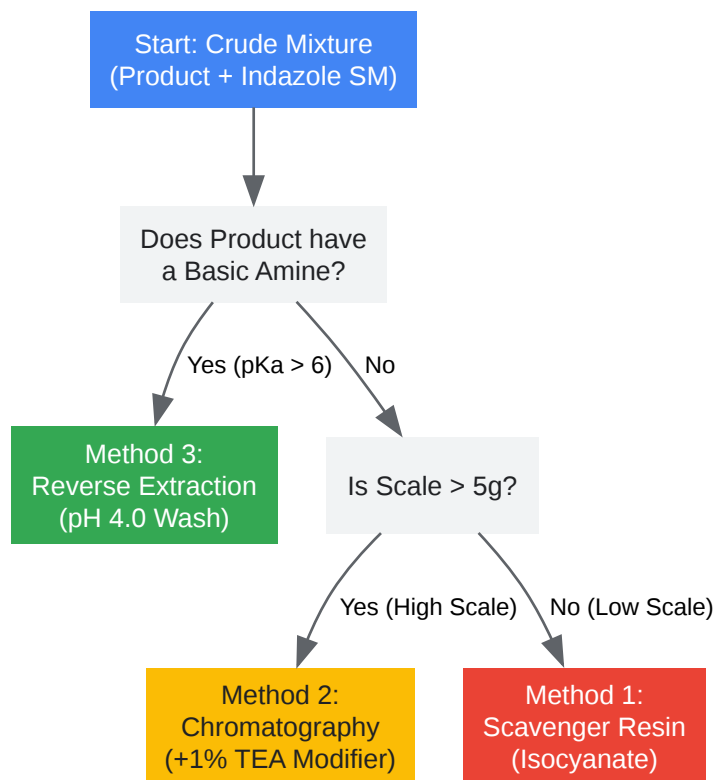 Start: Crude Mixture
(Product + Indazole SM)
Does Product have
a Basic Amine?
Yes (pKa > 6)
No
Method 3:
Reverse Extraction
(pH 4.0 Wash)
Is Scale > 5g?
Yes (High Scale)
No (Low Scale)
Method 2:
Chromatography
(+1% TEA Modifier)
Method 1:
Scavenger Resin
(Isocyanate)